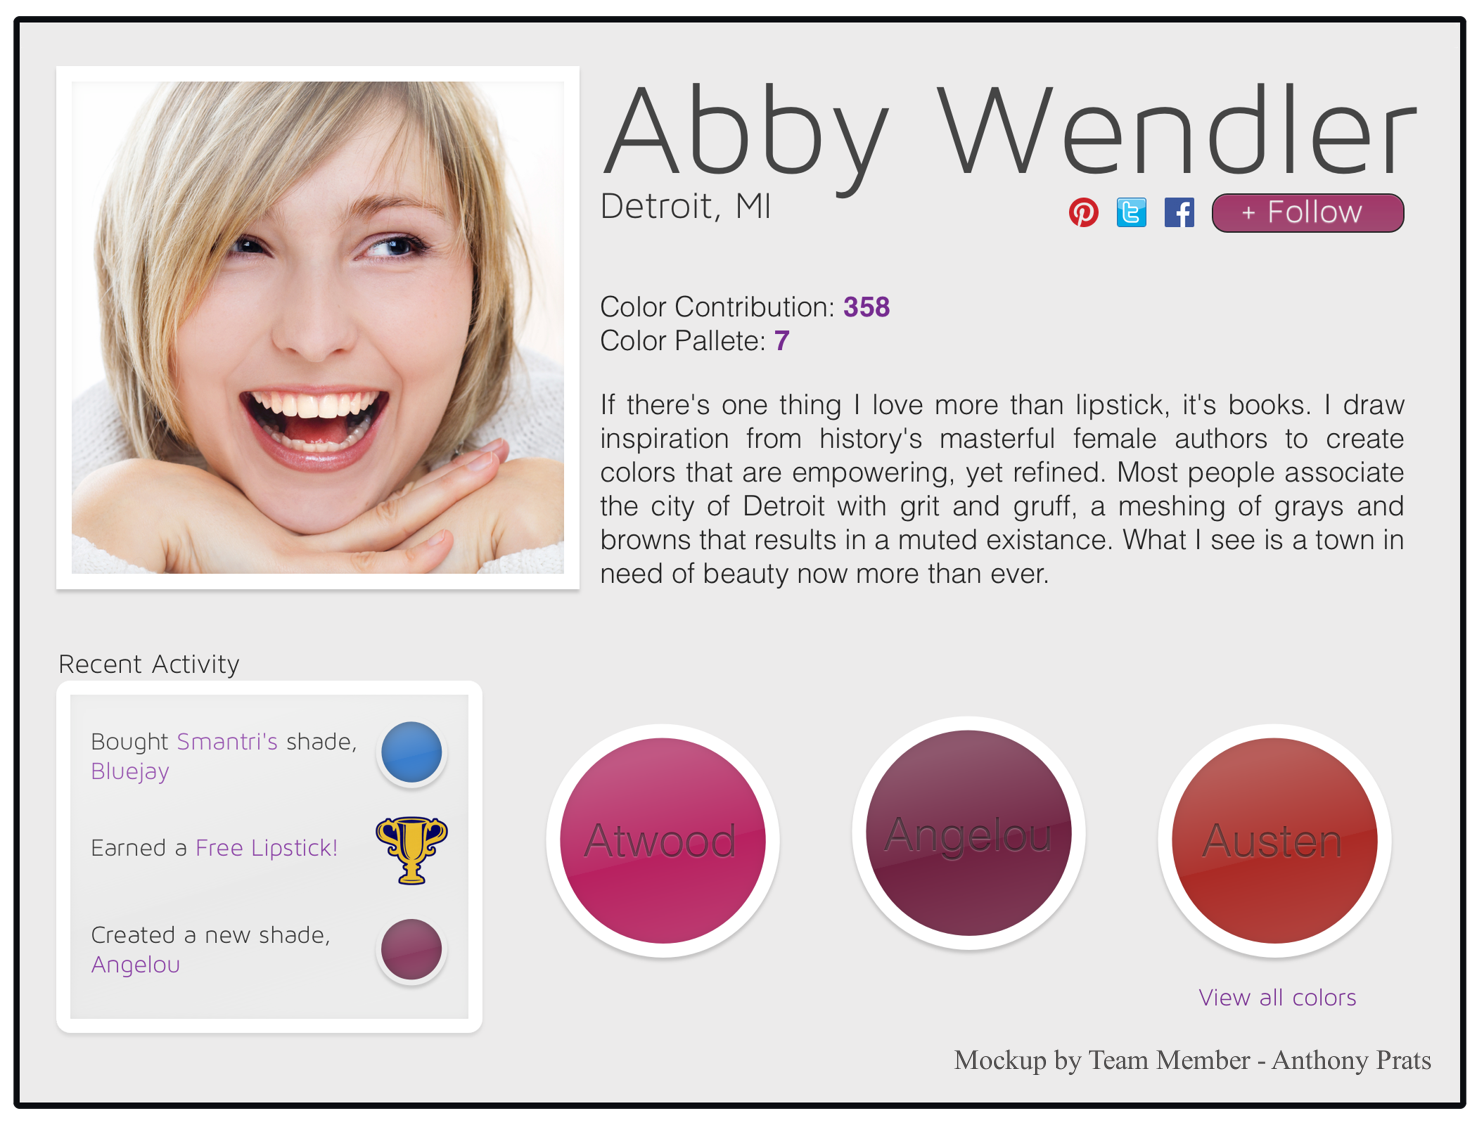 Abby Wendler
Detroit, MI
+ Follow
Color Contribution: 358
Color Pallete: 7
If there's one thing I love more than lipstick, it's books. I draw
inspiration from history's masterful female authors to create
colors that are empowering, yet refined. Most people associate
the city of Detroit with grit and gruff, a meshing of grays and
browns that results in a muted existance. What I see is a town in
need of beauty now more than ever.
Recent Activity
Bought Smantri's shade,
Bluejay
Earned a Free Lipstick!
Created a new shade,
Angelou
Atwood
Angelou
Austen
View all colors
Mockup by Team Member - Anthony Prats